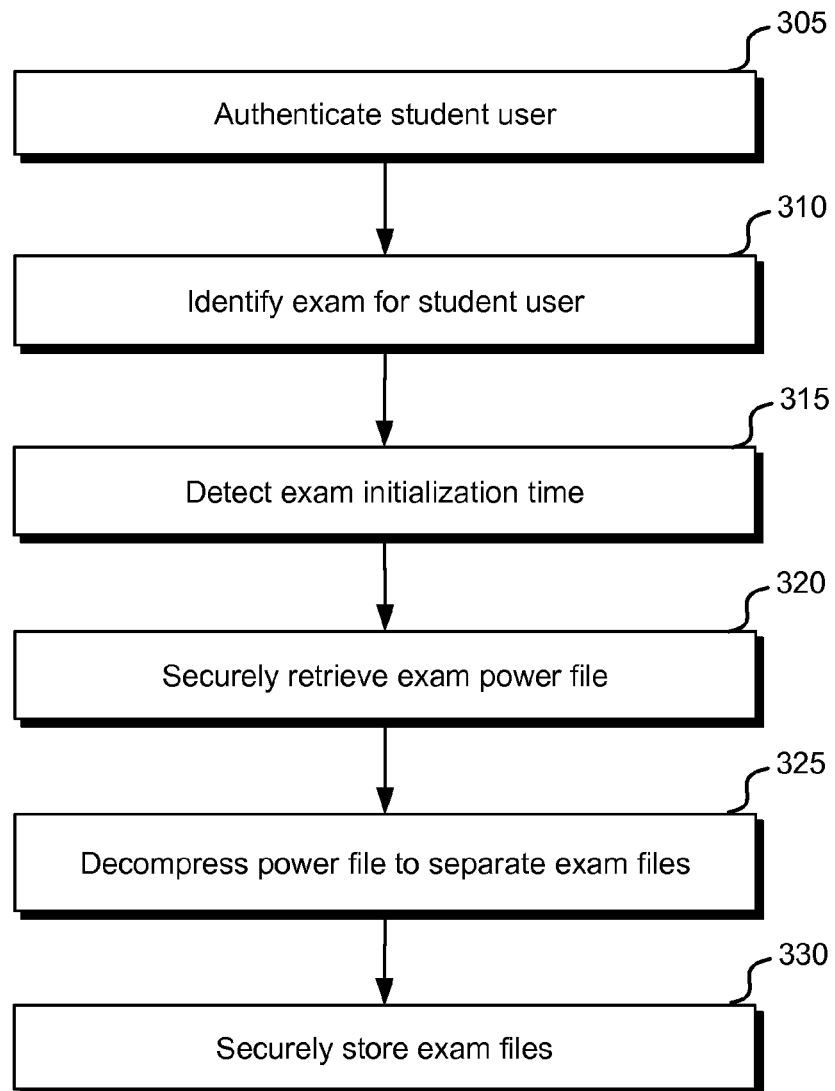 305
Authenticate student user
310
Identify exam for student user
315
Detect exam initialization time
320
Securely retrieve exam power file
325
Decompress power file to separate exam files
330
Securely store exam files